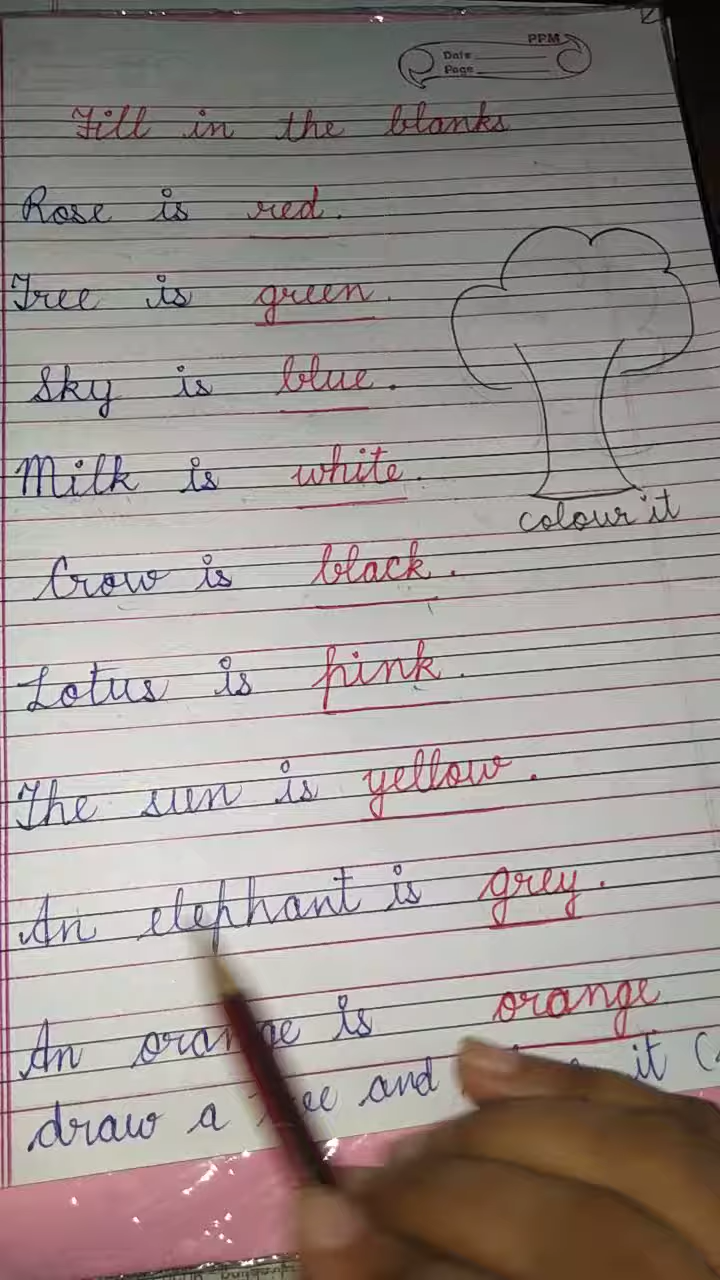 PPM
Date
Page
Fill in the blanks
Rose is red.
Tree is green.
Sky is blue.
Milk is white.
colour it
Crow is black.
Lotus is pink.
The sun is yellow.
An elephant is grey.
An orange is orange
draw a tree and it (